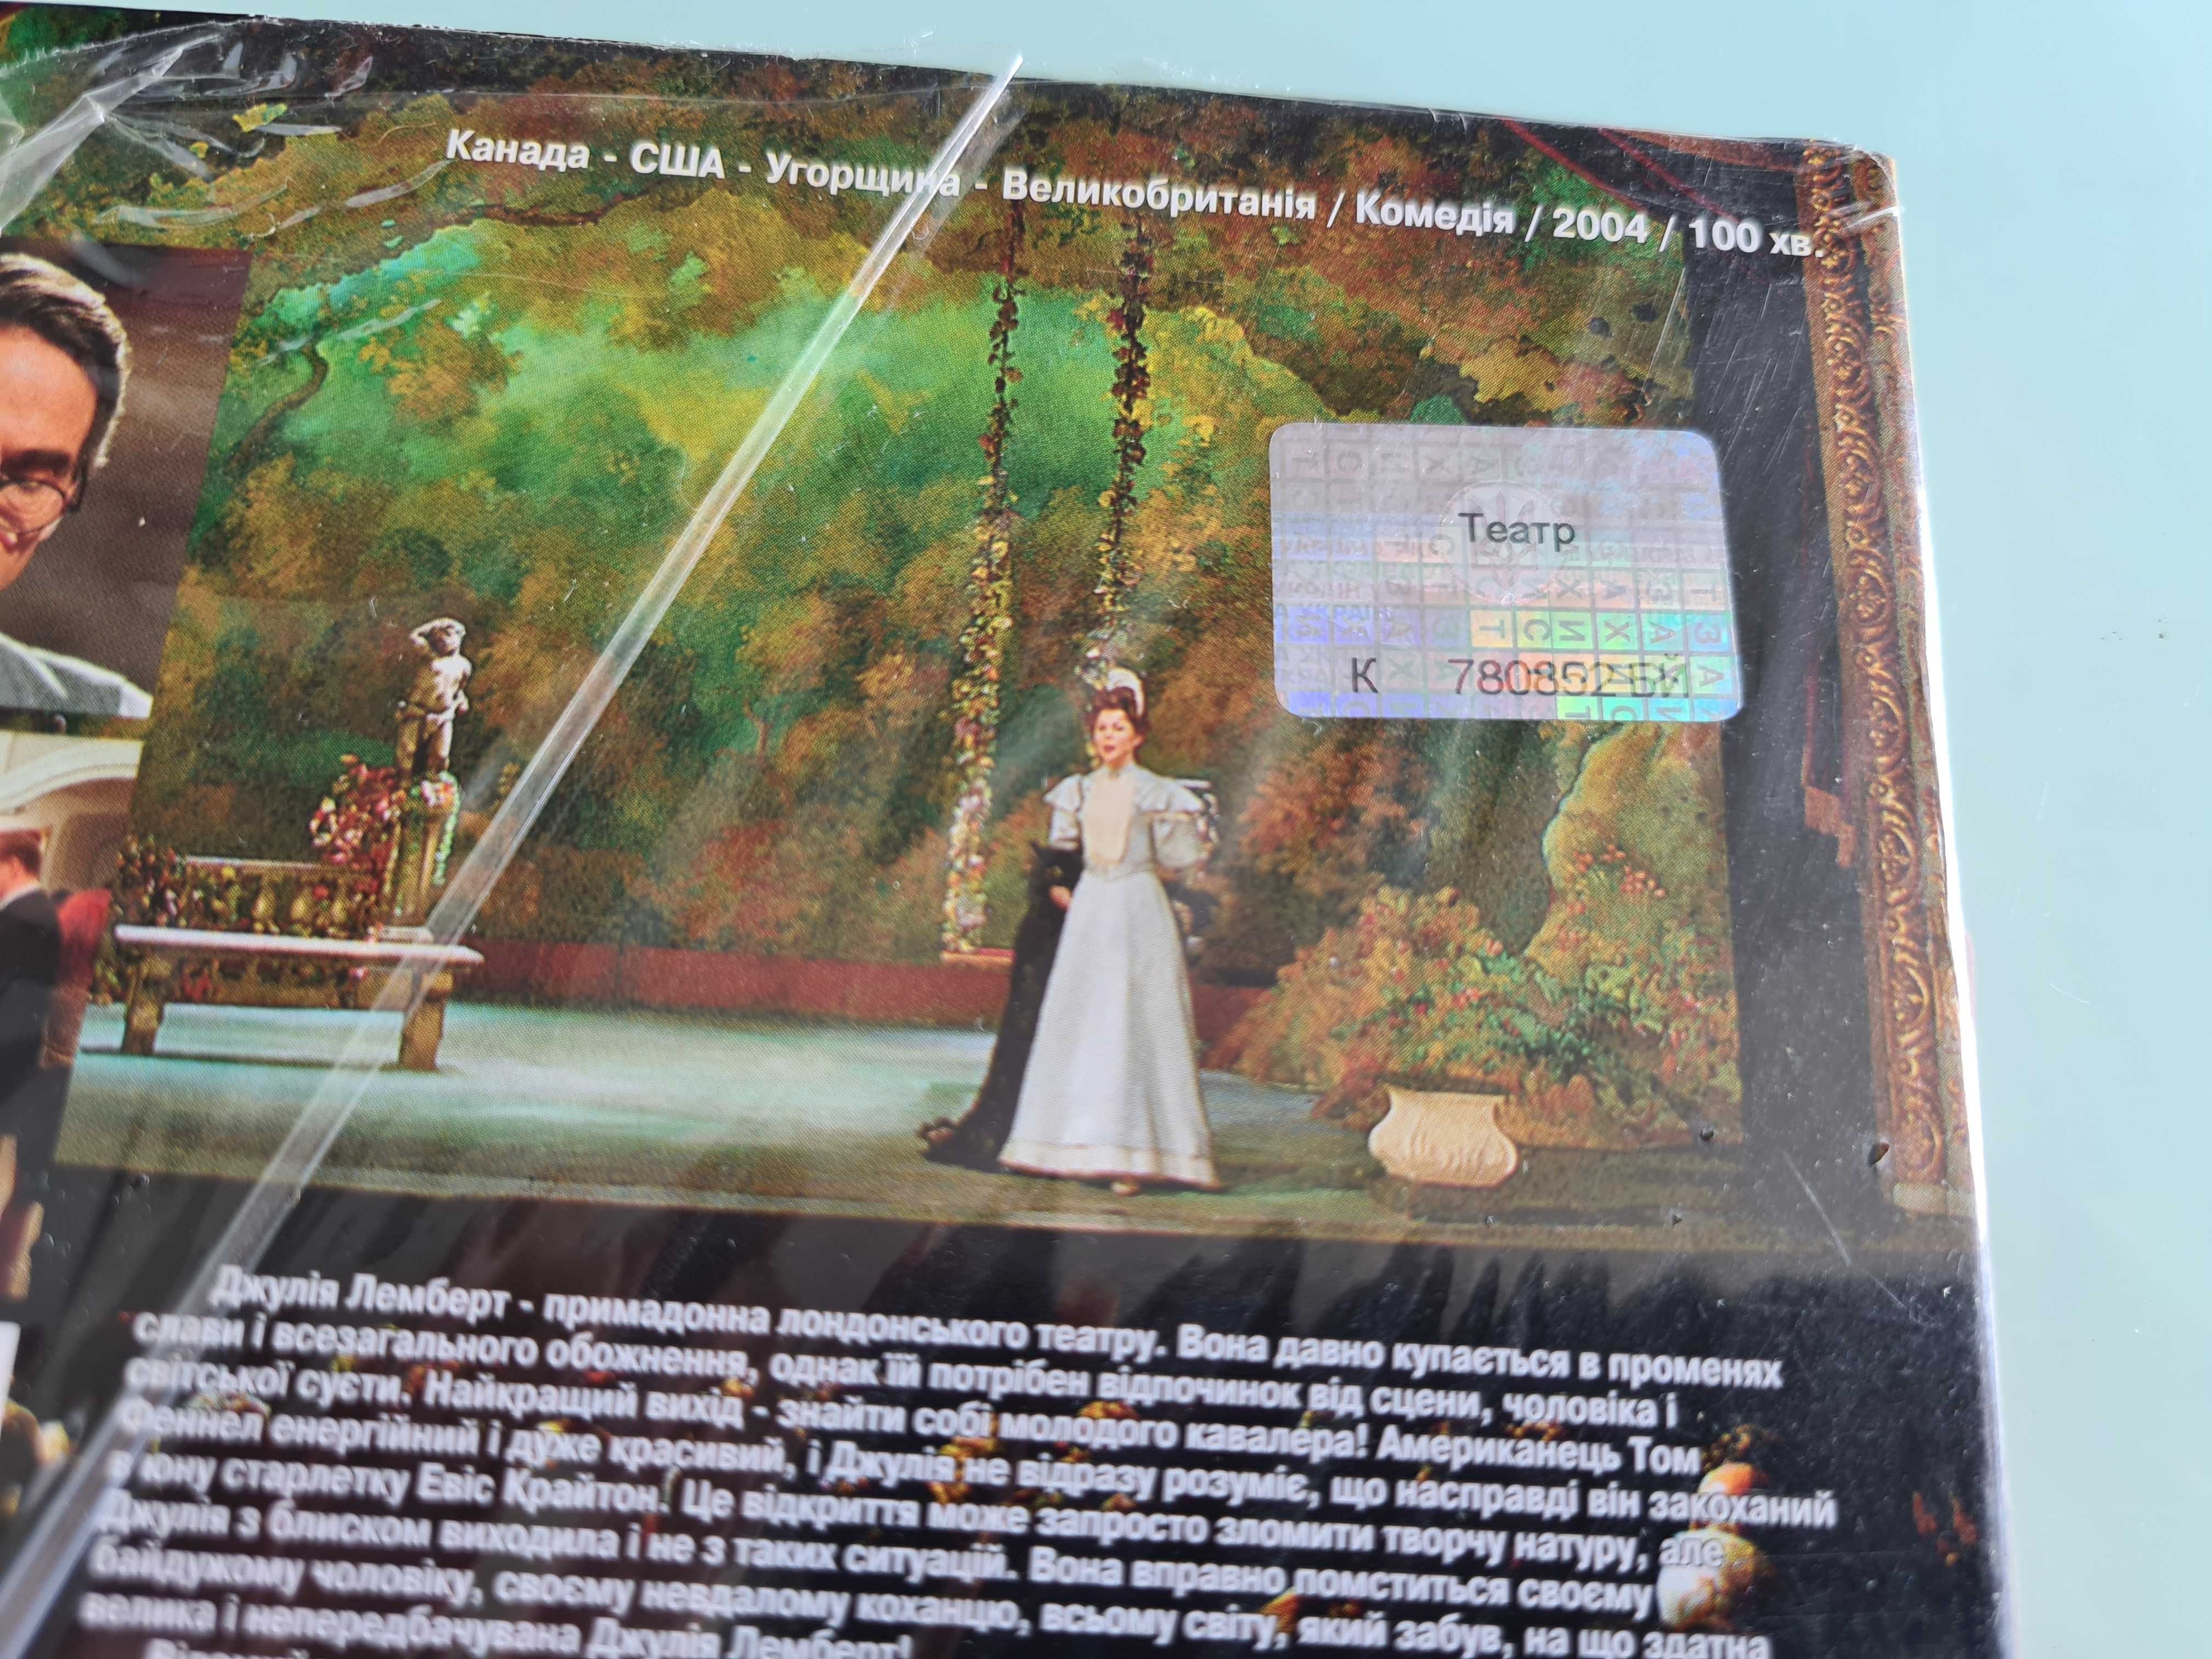 Канада - США - Угорщина - Великобританія / Комедія / 2004 / 100 хв.
Театр
К 780852 БЙ
Джулія Лемберт - примадонна лондонського театру. Вона давно купається в променях
слави і всезагального обожнення, однак їй потрібен відпочинок від сцени, чоловіка і
світської суєти. Найкращий вихід - знайти собі молодого кавалера! Американець Том
Феннел енергійний і дуже красивий, і Джулія не відразу розуміє, що насправді він закоханий
в юну старлетку Евіс Крайтон. Це відкриття може запросто зломити творчу натуру, але
Джулія з блиском виходила і не з таких ситуацій. Вона вправно помститься своєму
байдужому чоловіку, своєму невдалому коханцю, всьому світу, який забув, на що здатна
велика і непередбачувана Джулія Лемберт!